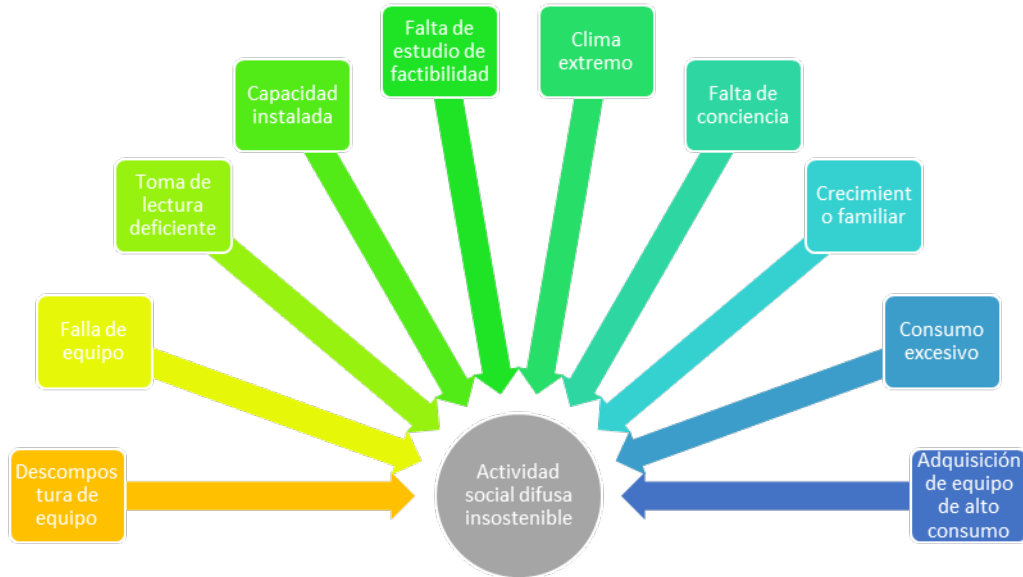 Falta de
estudio de
factibilidad
Clima
extremo
Capacidad
instalada
Falta de
conciencia
Toma de
lectura
deficiente
Crecimient
o familiar
Falla de
equipo
Consumo
excesivo
Descompos
tura de
equipo
Actividad
social difusa
insostenible
Adquisición
de equipo
de alto
consumo